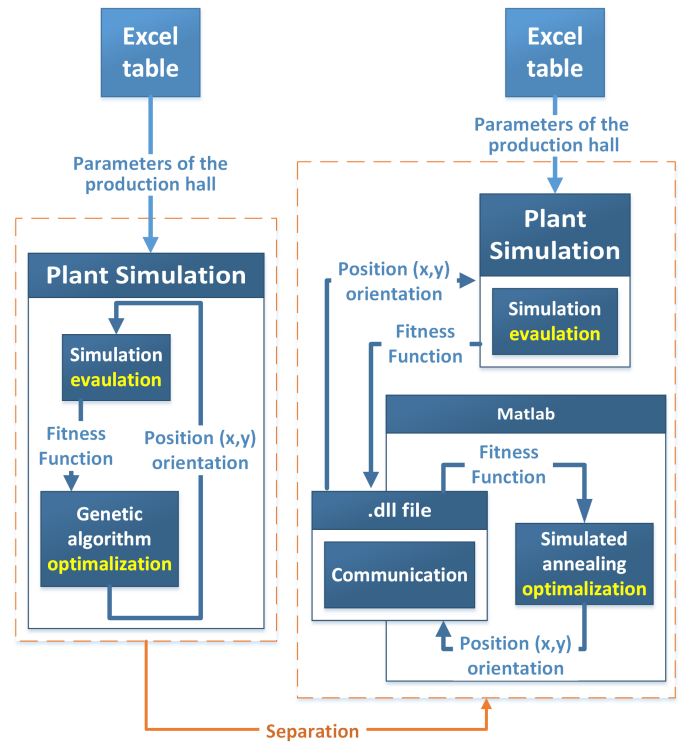 Excel
table
Parameters of the
production hall
Plant Simulation
Simulation
evaulation
Fitness
Function
Position (x,y)
orientation
Genetic
algorithm
optimalization
Excel
table
Parameters of the
production hall
Plant
Simulation
Position (x,y)
orientation
Simulation
evaulation
Fitness
Function
Matlab
Fitness
Function
.dll file
Communication
Simulated
annealing
optimalization
Position (x,y)
orientation
Separation